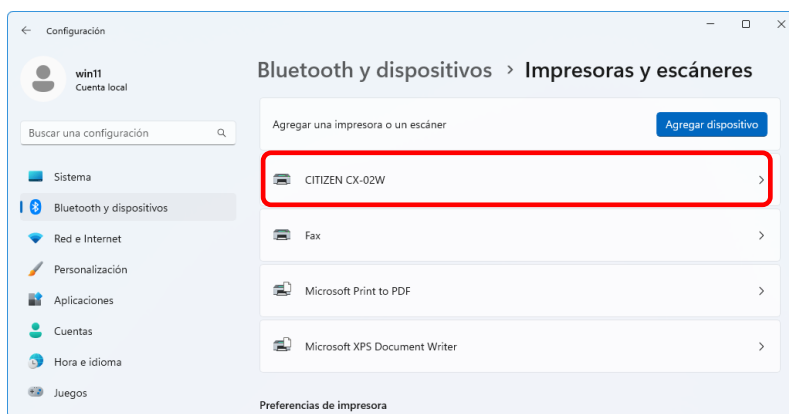 Configuración
win11
Cuenta local
Buscar una configuración
Sistema
Bluetooth y dispositivos
Red e Internet
Personalización
Aplicaciones
Cuentas
Hora e idioma
Juegos
Bluetooth y dispositivos > Impresoras y escáneres
Agregar una impresora o un escáner
Agregar dispositivo
CITIZEN CX-02W
Fax
Microsoft Print to PDF
Microsoft XPS Document Writer
Preferencias de impresora